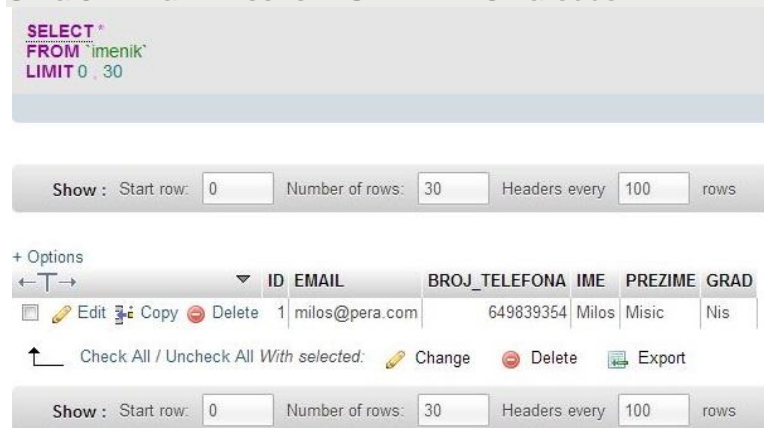 SELECT *
FROM `imenik`
LIMIT 0 , 30
Show : Start row: 0 Number of rows: 30 Headers every 100 rows
+ Options
←T→ ID EMAIL BROJ_TELEFONA IME PREZIME GRAD
Edit Copy Delete 1 milos@pera.com 649839354 Milos Misic Nis
Check All / Uncheck All With selected: Change Delete Export
Show : Start row: 0 Number of rows: 30 Headers every 100 rows